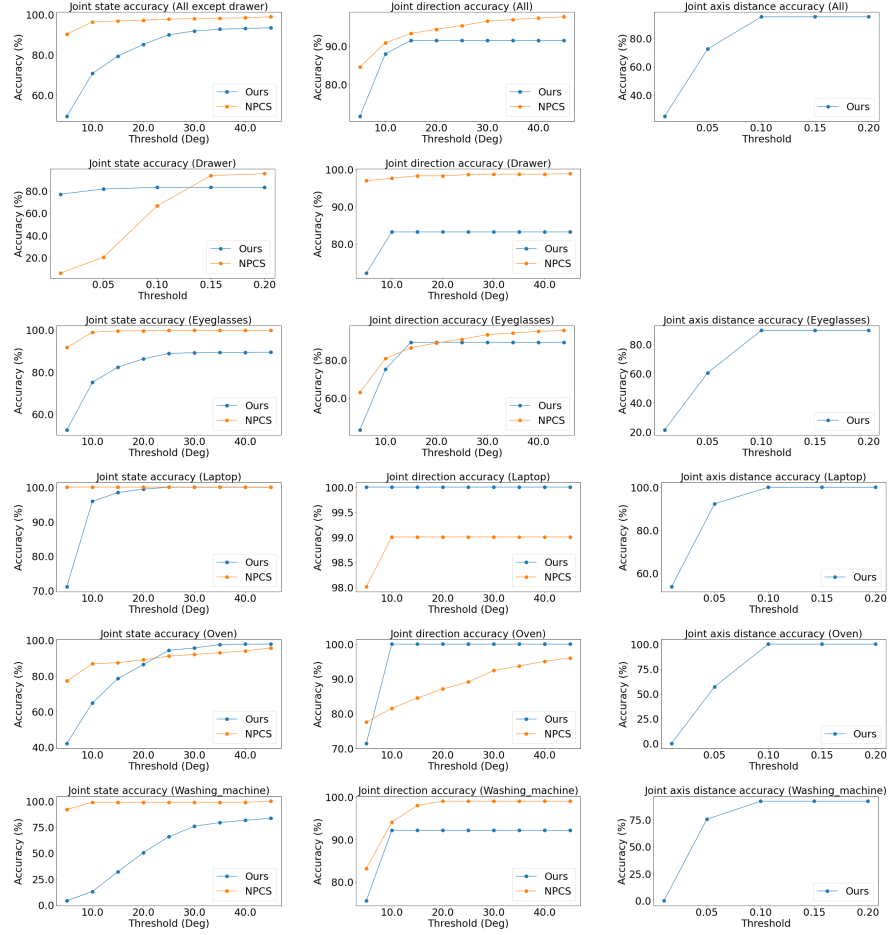 Joint state accuracy (All except drawer)
Accuracy (%)
100.0
80.0
60.0
Ours
NPCS
10.0 20.0 30.0 40.0
Threshold (Deg)
Joint direction accuracy (All)
Accuracy (%)
90.0
80.0
Ours
NPCS
10.0 20.0 30.0 40.0
Threshold (Deg)
Joint axis distance accuracy (All)
Accuracy (%)
80.0
60.0
40.0
Ours
0.05 0.10 0.15 0.20
Threshold
Joint state accuracy (Drawer)
Accuracy (%)
80.0
60.0
40.0
20.0
Ours
NPCS
0.05 0.10 0.15 0.20
Threshold
Joint direction accuracy (Drawer)
Accuracy (%)
100.0
90.0
80.0
Ours
NPCS
10.0 20.0 30.0 40.0
Threshold (Deg)
Joint state accuracy (Eyeglasses)
Accuracy (%)
100.0
80.0
60.0
Ours
NPCS
10.0 20.0 30.0 40.0
Threshold (Deg)
Joint direction accuracy (Eyeglasses)
Accuracy (%)
80.0
60.0
Ours
NPCS
10.0 20.0 30.0 40.0
Threshold (Deg)
Joint axis distance accuracy (Eyeglasses)
Accuracy (%)
80.0
60.0
40.0
20.0
Ours
0.05 0.10 0.15 0.20
Threshold
Joint state accuracy (Laptop)
Accuracy (%)
100.0
90.0
80.0
70.0
Ours
NPCS
10.0 20.0 30.0 40.0
Threshold (Deg)
Joint direction accuracy (Laptop)
Accuracy (%)
100.0
99.5
99.0
98.5
98.0
Ours
NPCS
10.0 20.0 30.0 40.0
Threshold (Deg)
Joint axis distance accuracy (Laptop)
Accuracy (%)
100.0
80.0
60.0
Ours
0.05 0.10 0.15 0.20
Threshold
Joint state accuracy (Oven)
Accuracy (%)
100.0
80.0
60.0
40.0
Ours
NPCS
10.0 20.0 30.0 40.0
Threshold (Deg)
Joint direction accuracy (Oven)
Accuracy (%)
100.0
90.0
80.0
70.0
Ours
NPCS
10.0 20.0 30.0 40.0
Threshold (Deg)
Joint axis distance accuracy (Oven)
Accuracy (%)
100.0
75.0
50.0
25.0
0.0
Ours
0.05 0.10 0.15 0.20
Threshold
Joint state accuracy (Washing_machine)
Accuracy (%)
100.0
75.0
50.0
25.0
0.0
Ours
NPCS
10.0 20.0 30.0 40.0
Threshold (Deg)
Joint direction accuracy (Washing_machine)
Accuracy (%)
100.0
90.0
80.0
Ours
NPCS
10.0 20.0 30.0 40.0
Threshold (Deg)
Joint axis distance accuracy (Washing_machine)
Accuracy (%)
75.0
50.0
25.0
0.0
Ours
0.05 0.10 0.15 0.20
Threshold